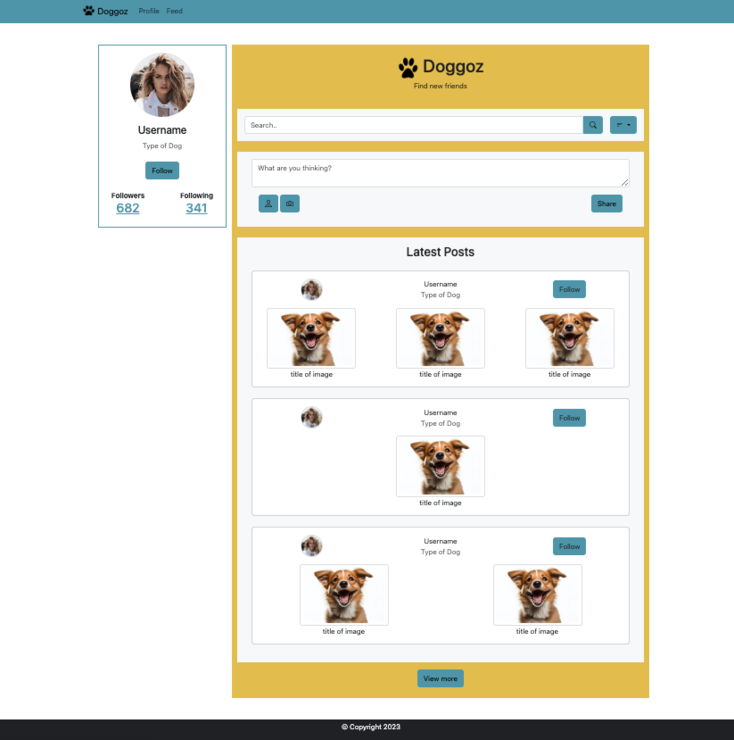 Doggoz Profile Feed
Username
Type of Dog
Follow
Followers Following
682 341
Doggoz
Find new friends
Search..
What are you thinking?
Share
Latest Posts
Username Follow
Type of Dog
title of image title of image title of image
Username Follow
Type of Dog
title of image
Username Follow
Type of Dog
title of image title of image
View more
© Copyright 2023